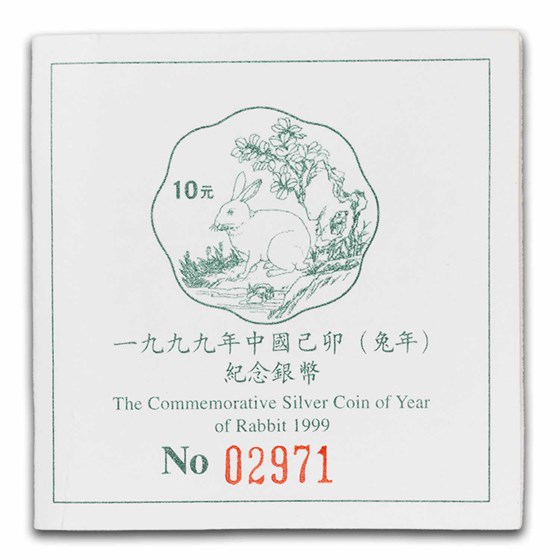 10元
一九九九年中國己卯（兔年）
紀念銀幣
The Commemorative Silver Coin of Year
of Rabbit 1999
No 02971